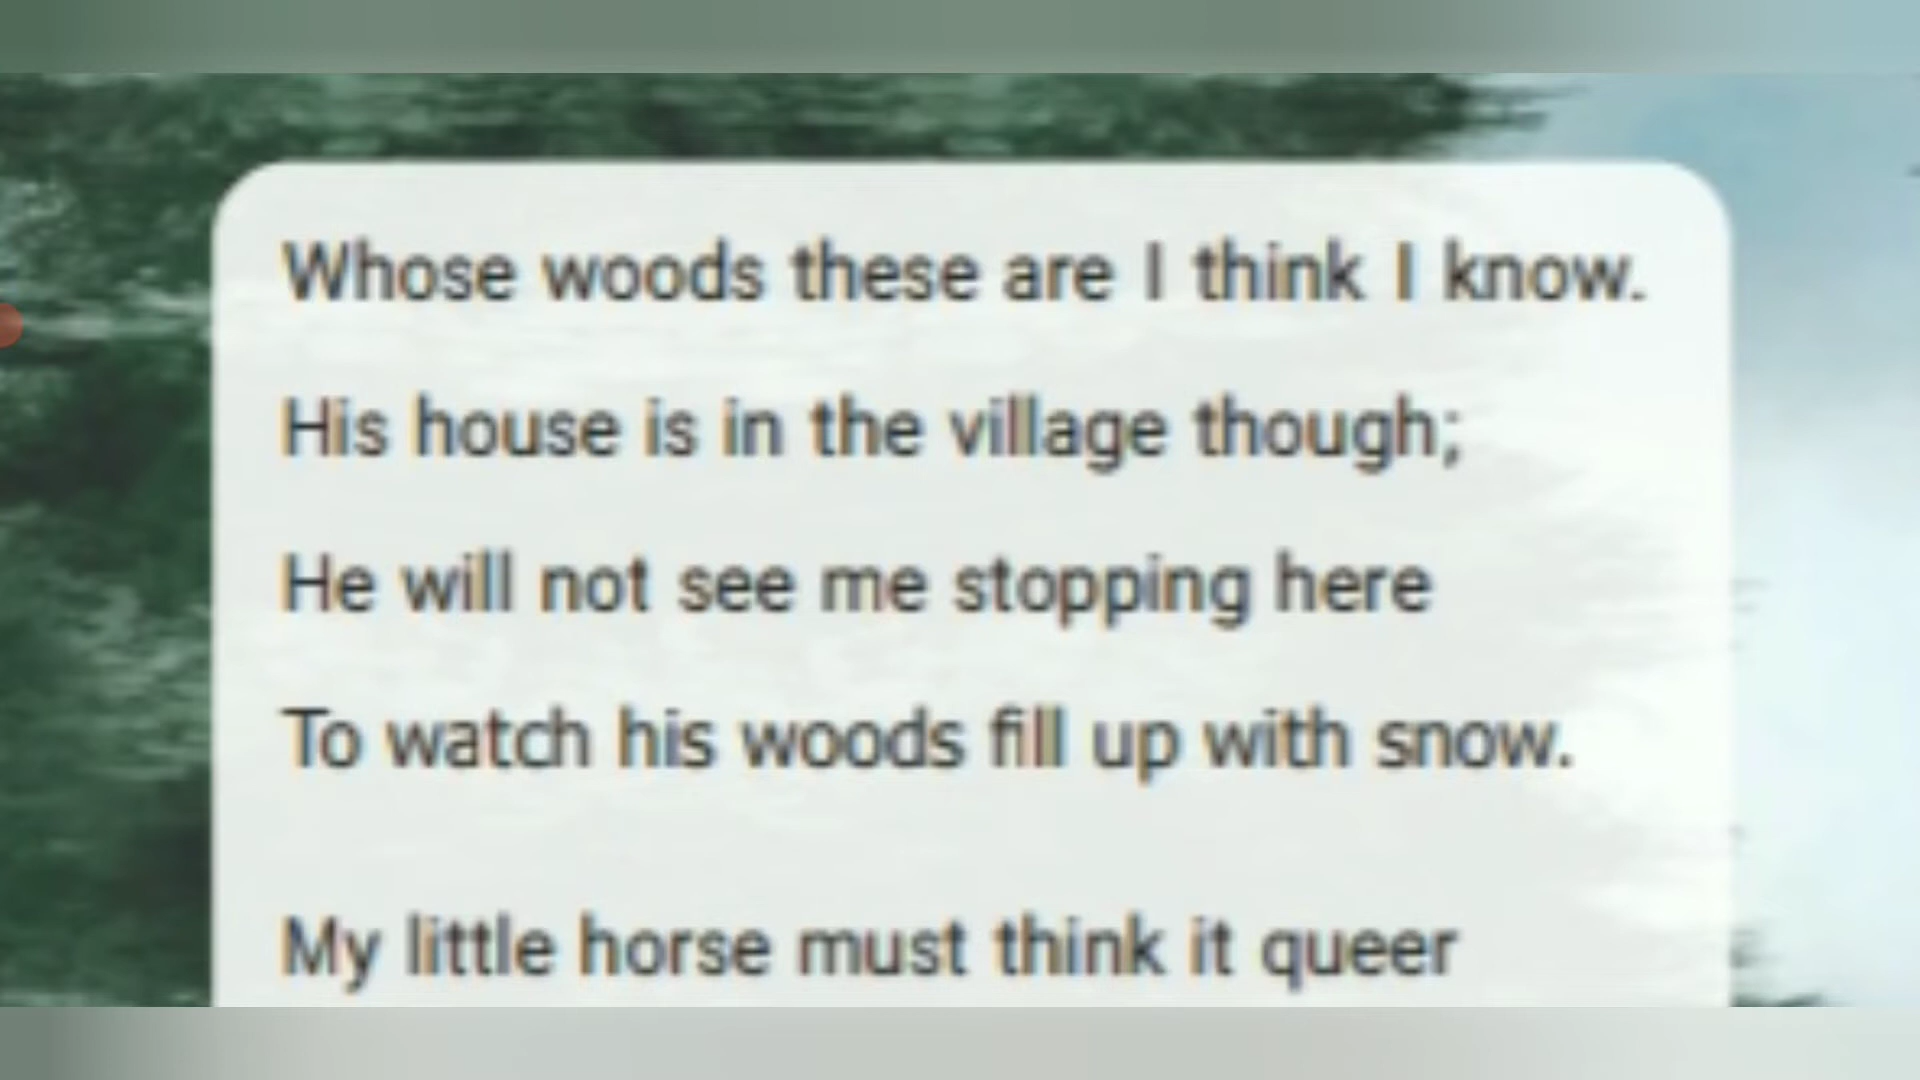 Whose woods these are I think I know.
His house is in the village though;
He will not see me stopping here
To watch his woods fill up with snow.
My little horse must think it queer